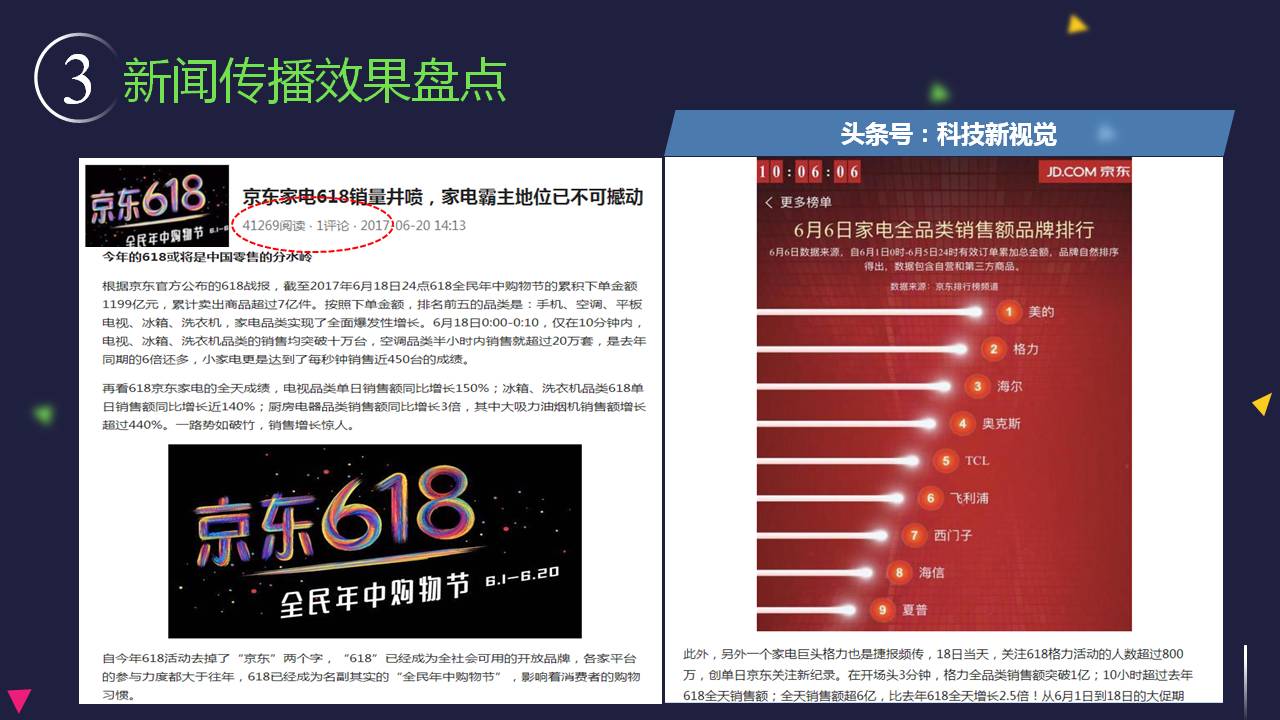 3
新闻传播效果盘点
头条号：科技新视觉
京东618
全民年中购物节 6.1-6
京东家电618销量井喷，家电霸主地位已不可撼动
41269阅读 · 1评论 · 2017-06-20 14:13
今年的618或将是中国零售的分水岭
根据京东官方公布的618战报，截至2017年6月18日24点618全民年中购物节的累积下单金额
1199亿元，累计卖出商品超过7亿件。按照下单金额，排名前五的品类是：手机、空调、平板
电视、冰箱、洗衣机，家电品类实现了全面爆发性增长。6月18日0:00-0:10，仅在10分钟内，
电视、冰箱、洗衣机品类的销售均突破十万台，空调品类半小时内销售就超过20万套，是去年
同期的6倍还多，小家电更是达到了每秒钟销售近450台的成绩。
再看618京东家电的全天成绩，电视品类单日销售额同比增长150%；冰箱、洗衣机品类618单
日销售额同比增长近140%；厨房电器品类销售额同比增长3倍，其中大吸力油烟机销售额增长
超过440%。一路势如破竹，销售增长惊人。
京东618
全民年中购物节 6.1-6.20
自今年618活动去掉了“京东”两个字，“618”已经成为全社会可用的开放品牌，各家平台
的参与力度都大于往年，618已经成为名副其实的“全民年中购物节”，影响着消费者的购物
习惯。
10:06:06
JD.COM 京东
更多榜单
6月6日家电全品类销售额品牌排行
6月6日数据来源，自6月1日0时-6月5日24时有效订单累加总金额，品牌自然排序
得出，数据包含自营和第三方商品。
数据来源：京东排行榜频道
1 美的
2 格力
3 海尔
4 奥克斯
5 TCL
6 飞利浦
7 西门子
8 海信
9 夏普
此外，另外一个家电巨头格力也是捷报频传，18日当天，关注618格力活动的人数超过800
万，创单日京东关注新纪录。在开场头3分钟，格力全品类销售额突破1亿；10小时超过去年
618全天销售额；全天销售额超6亿，比去年618全天增长2.5倍！从6月1日到18日的大促期